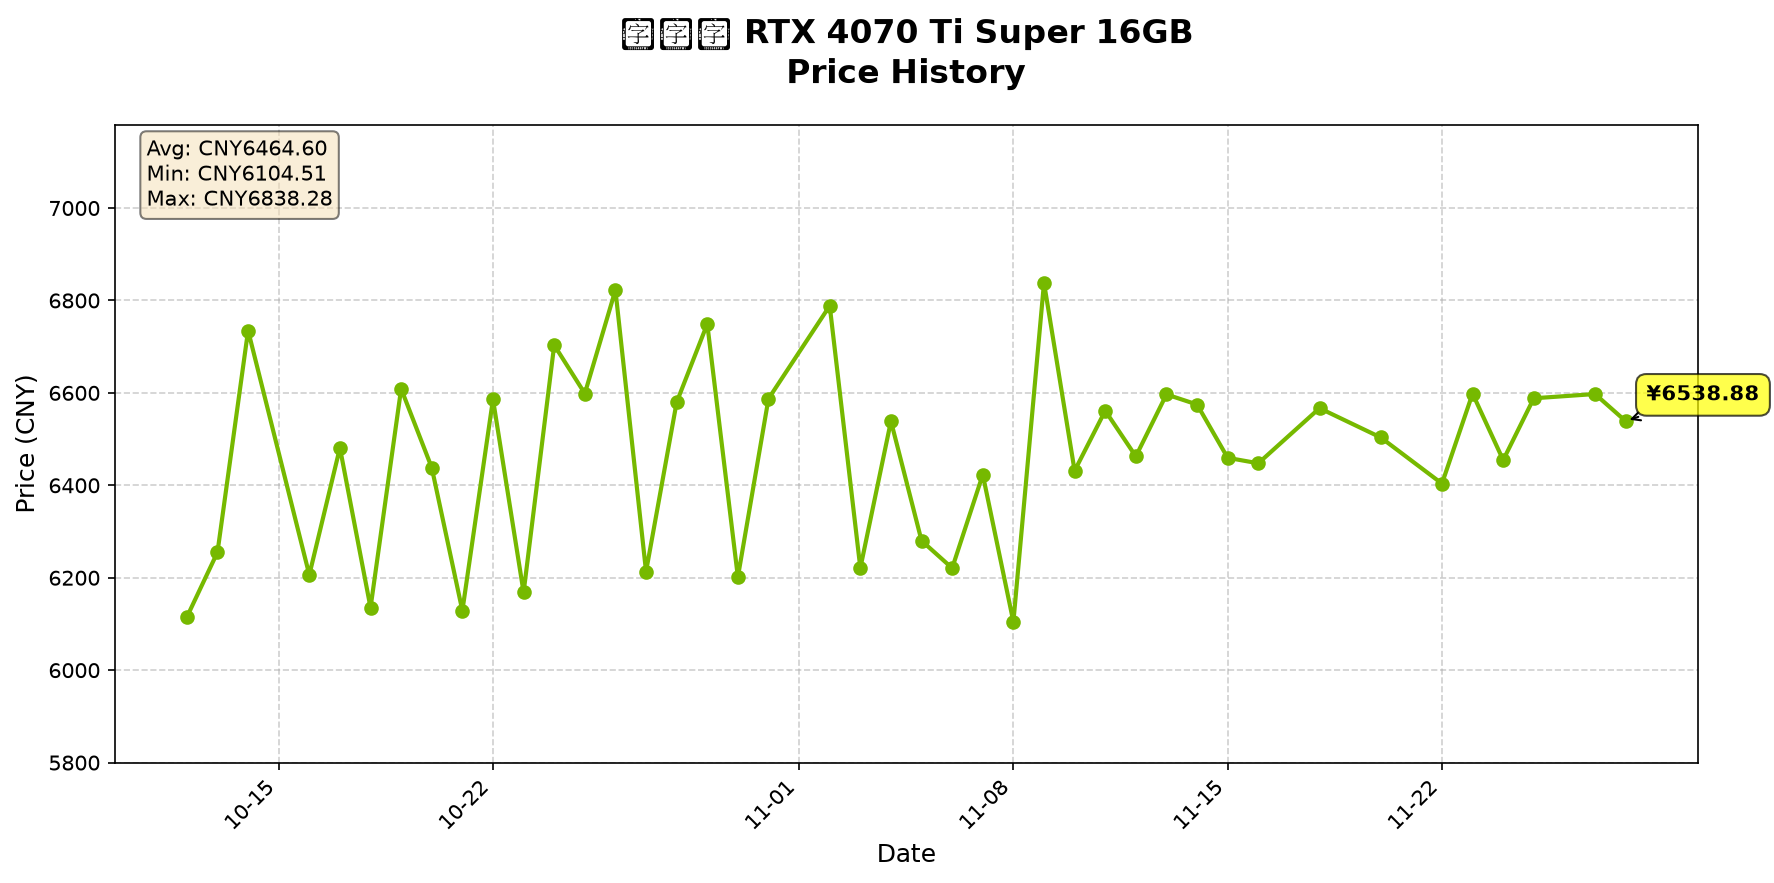 RTX 4070 Ti Super 16GB
Price History
Avg: CNY6464.60
Min: CNY6104.51
Max: CNY6838.28
7000
6800
6600
6400
6200
6000
5800
Price (CNY)
¥6538.88
10-15
10-22
11-01
11-08
11-15
11-22
Date